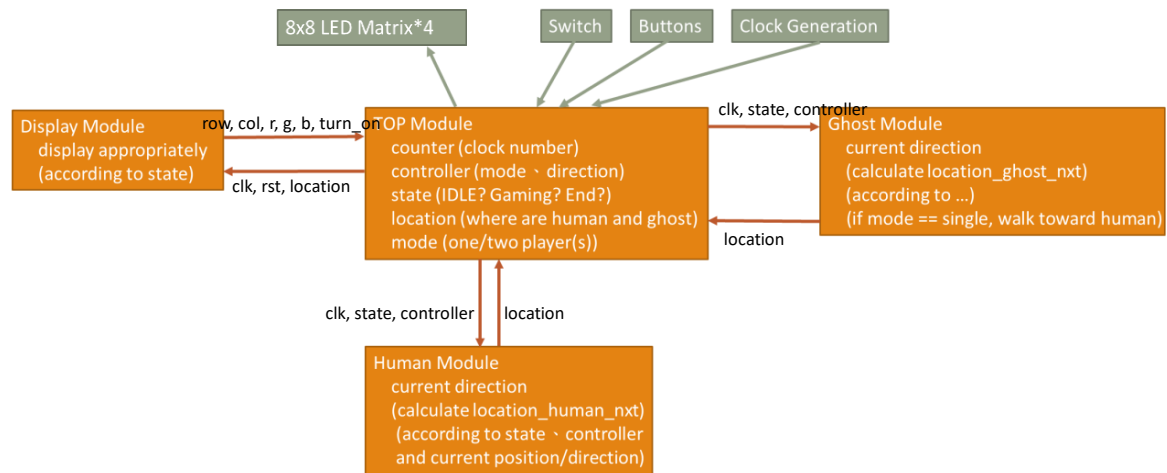 8x8 LED Matrix*4
Switch
Buttons
Clock Generation
Display Module
display appropriately
(according to state)
row, col, r, g, b, turn_on
clk, rst, location
TOP Module
counter (clock number)
controller (mode、direction)
state (IDLE? Gaming? End?)
location (where are human and ghost)
mode (one/two player(s))
clk, state, controller
location
Ghost Module
current direction
(calculate location_ghost_nxt)
(according to ...)
(if mode == single, walk toward human)
clk, state, controller
location
Human Module
current direction
(calculate location_human_nxt)
(according to state、controller
and current position/direction)